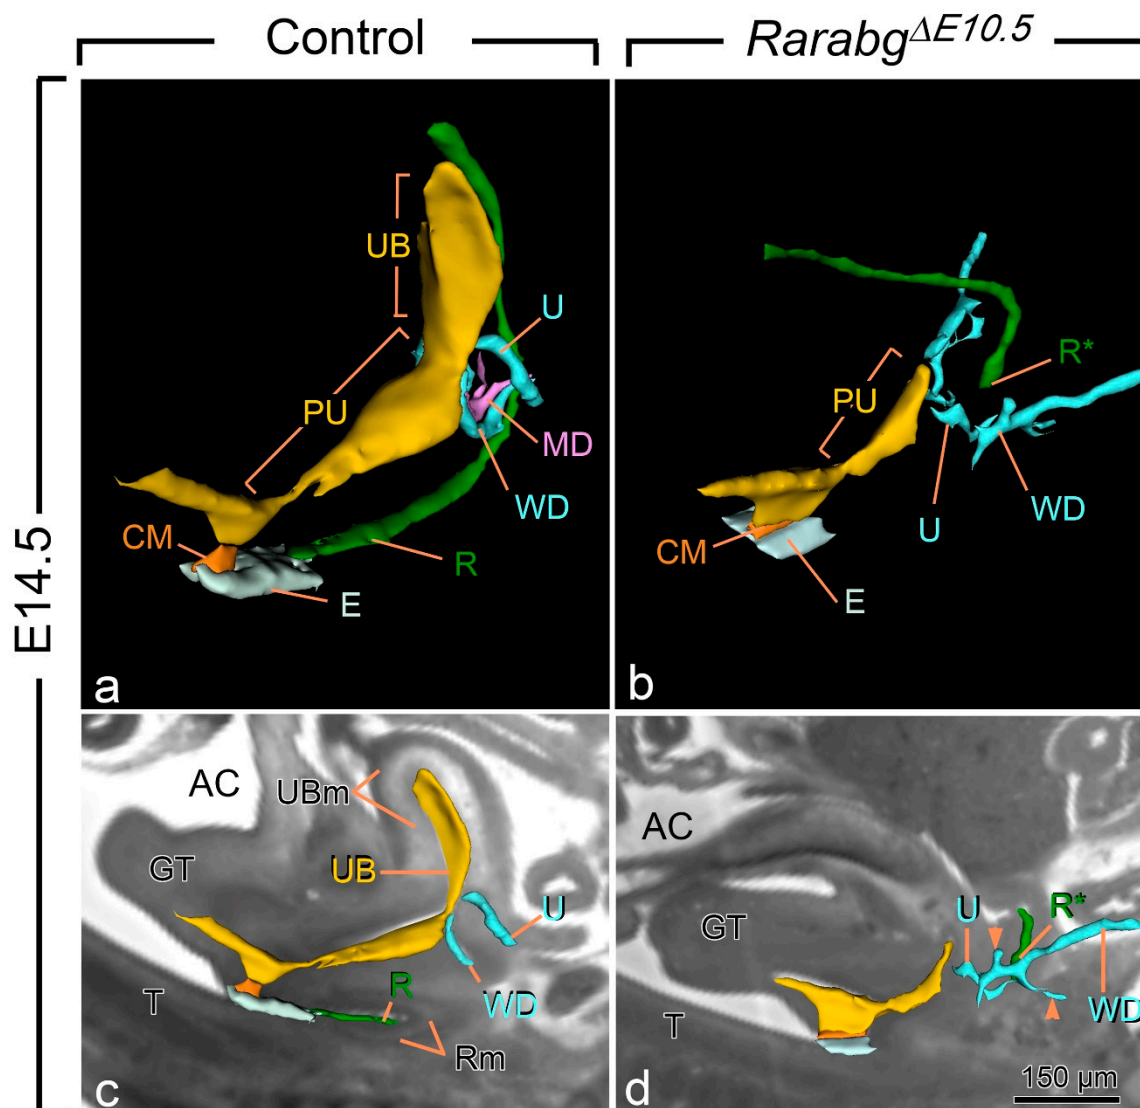 Control
Rarabg^ΔE10.5
E14.5
UB
U
PU
MD
WD
CM
R
E
a
R*
PU
U
WD
CM
E
b
AC
UBm
GT
UB
U
R
WD
T
Rm
c
AC
U
R*
GT
WD
T
d
150 µm